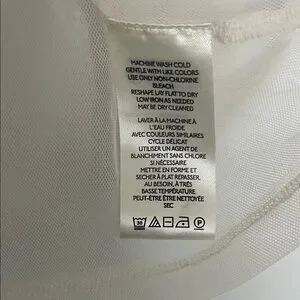 MACHINE WASH COLD
GENTLE WITH LIKE COLORS
USE ONLY NON-CHLORINE
BLEACH
RESHAPE LAY FLAT TO DRY
LOW IRON AS NEEDED
MAY BE DRY CLEANED
LAVER À LA MACHINE À
L'EAU FROIDE
AVEC COULEURS SIMILAIRES
CYCLE DÉLICAT
UTILISER UN AGENT DE
BLANCHIMENT SANS CHLORE
SI NÉCESSAIRE
METTRE EN FORME ET
SECHER À PLAT REPASSER,
AU BESOIN, À TRÈS
BASSE TEMPÉRATURE
PEUT-ÊTRE ÊTRE NETTOYÉE
SEC
30 P